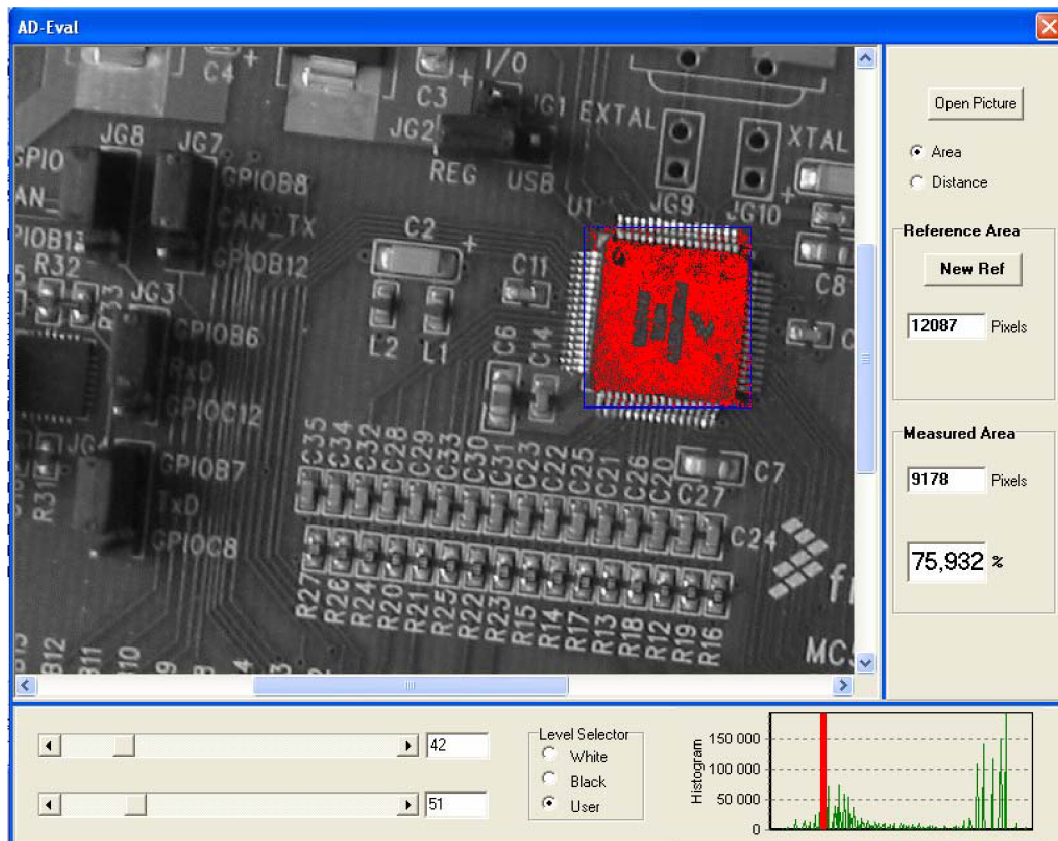 AD-Eval
C4
I/O
C3
JG1
EXTAL
Open Picture
JG8
JG7
JG2
XTAL
Area
GPIO
GPIOB8
REG
USB
Distance
CAN_TX
U1
JG9
JG10
Reference Area
GPIOB12
C2
New Ref
R32
C11
C8
JG3
R33
GPIOB6
12087 Pixels
RxD
L2
L1
C6
C14
GPIOC12
Measured Area
GPIOB7
C35 C34 C32 C28 C29 C33 C30 C31 C23 C22 C25 C21 C26 C20
C7
9178 Pixels
R31
C27
TxD
C24
GPIOC8
75,932 %
R27 R26 R24 R20 R21 R25 R22 R23 R15 R14 R17 R13 R18 R12 R19 R16
42
Level Selector
White
Black
User
51
Histogram
150 000
100 000
50 000
0